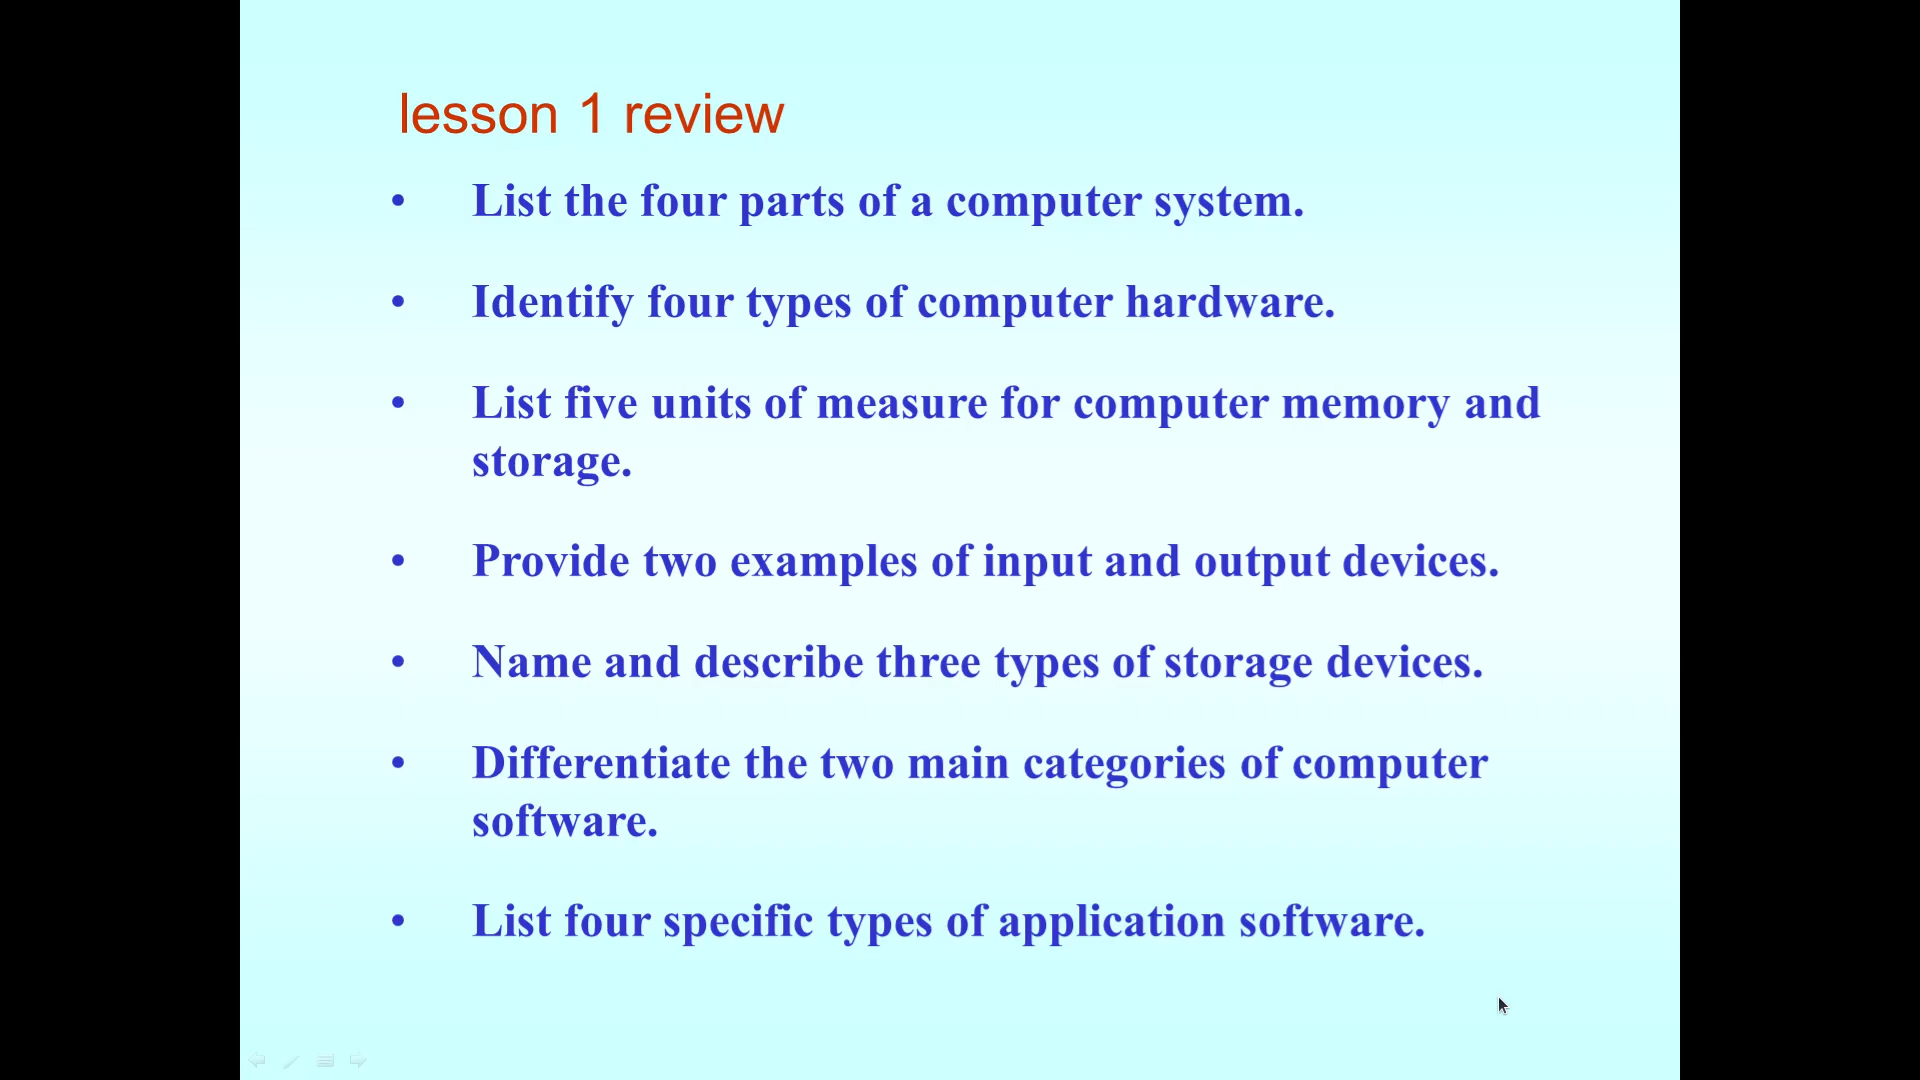 lesson 1 review
• List the four parts of a computer system.
• Identify four types of computer hardware.
• List five units of measure for computer memory and
storage.
• Provide two examples of input and output devices.
• Name and describe three types of storage devices.
• Differentiate the two main categories of computer
software.
• List four specific types of application software.